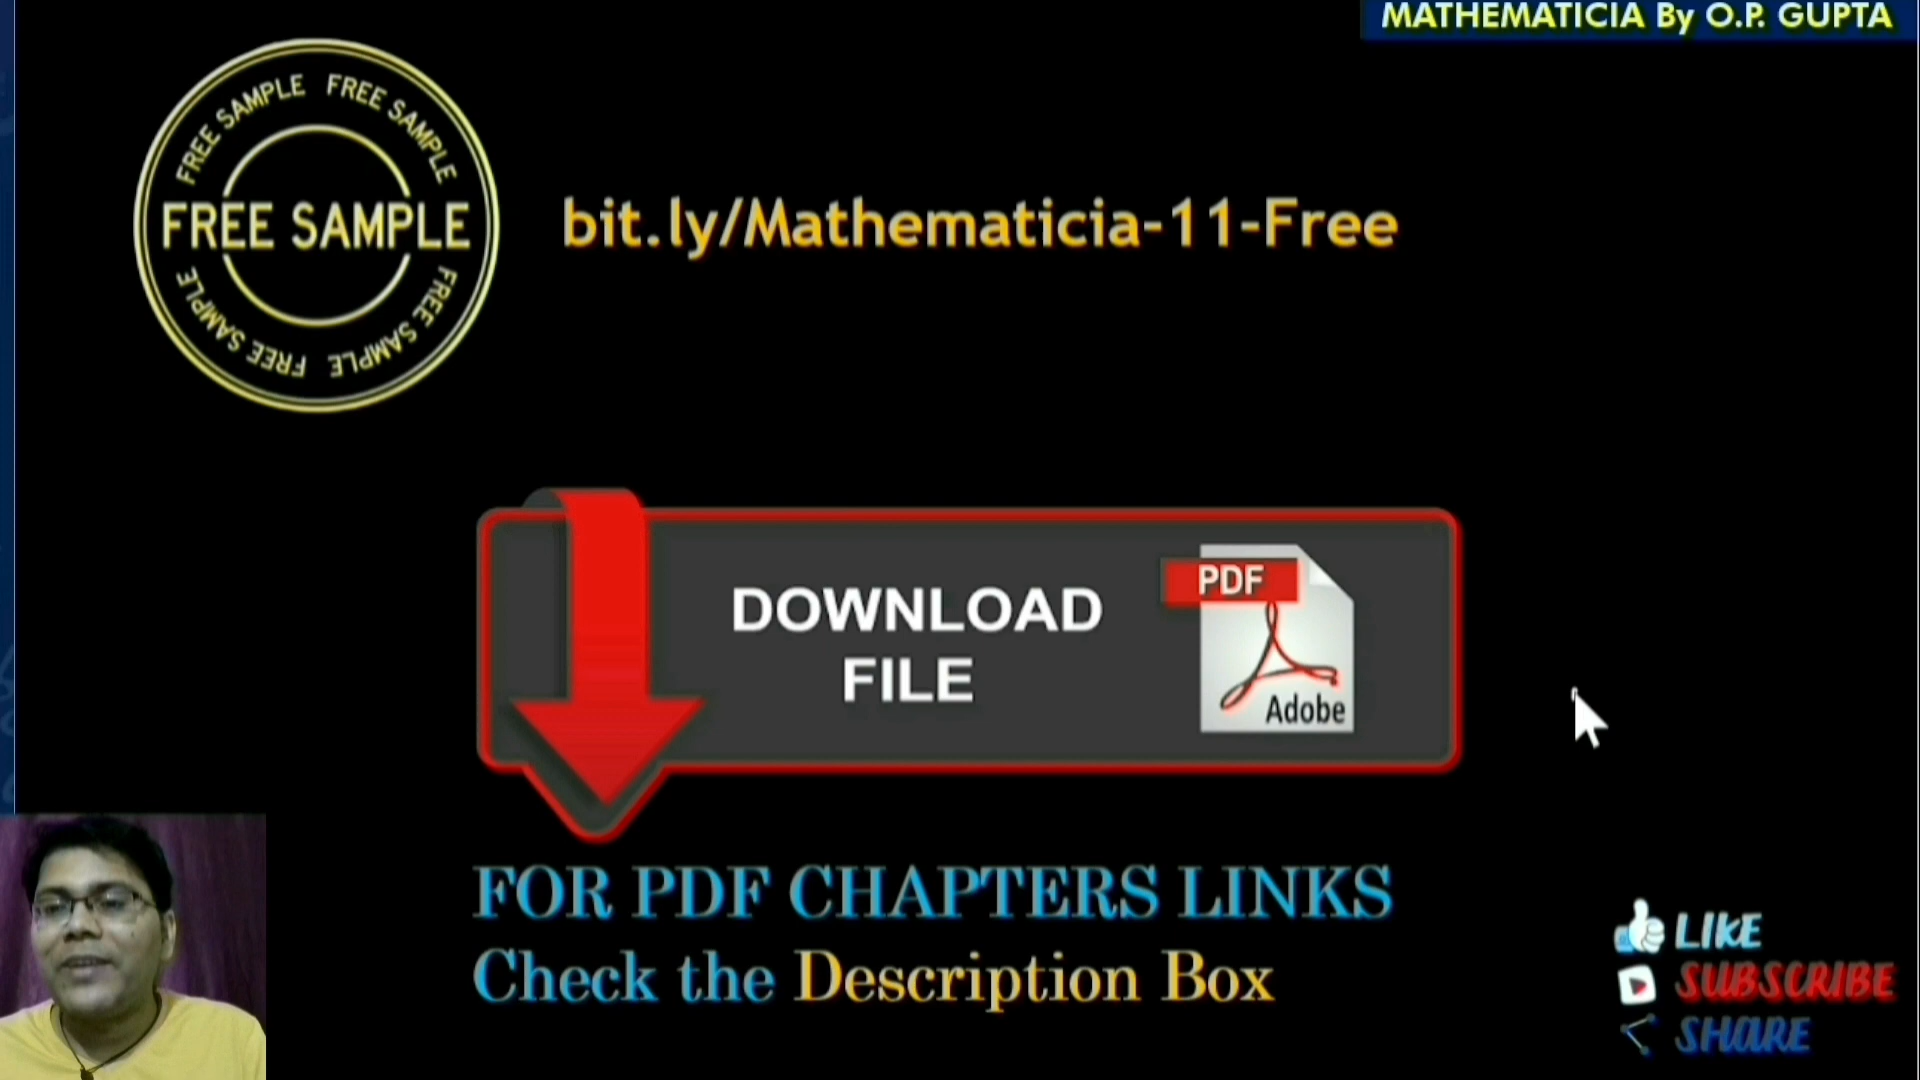 MATHEMATICIA By O.P. GUPTA
FREE SAMPLE FREE SAMPLE
FREE SAMPLE
FREE SAMPLE FREE SAMPLE
bit.ly/Mathematicia-11-Free
DOWNLOAD
FILE
PDF
Adobe
FOR PDF CHAPTERS LINKS
Check the Description Box
LIKE
SUBSCRIBE
SHARE